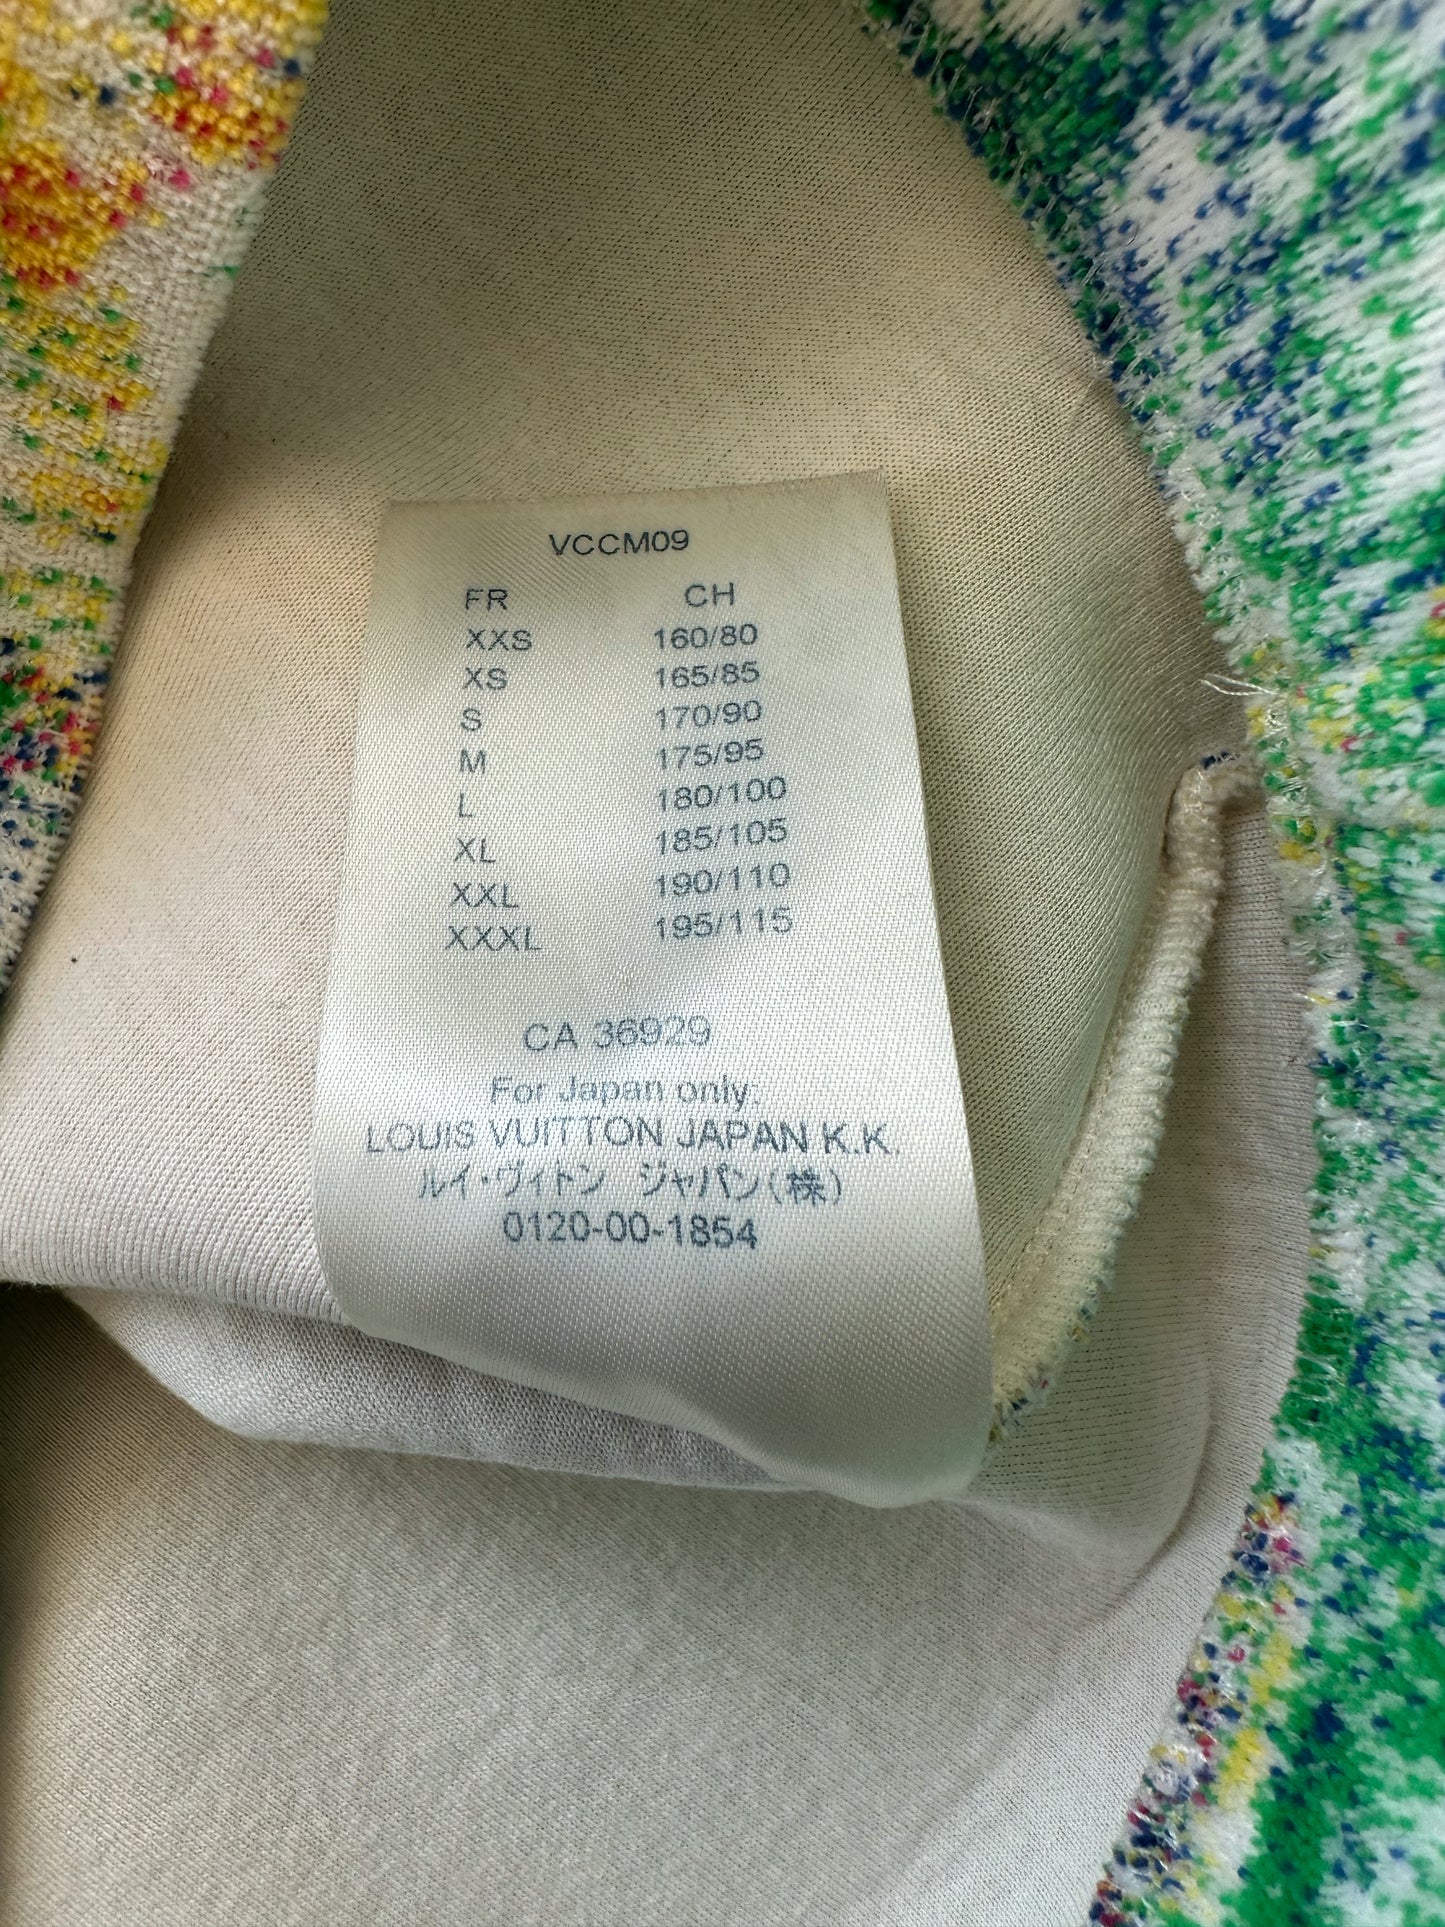 VCCM09
FR CH
XXS 160/80
XS 165/85
S 170/90
M 175/95
L 180/100
XL 185/105
XXL 190/110
XXXL 195/115
CA 36929
For Japan only:
LOUIS VUITTON JAPAN K.K.
ルイ・ヴィトン ジャパン(株)
0120-00-1854